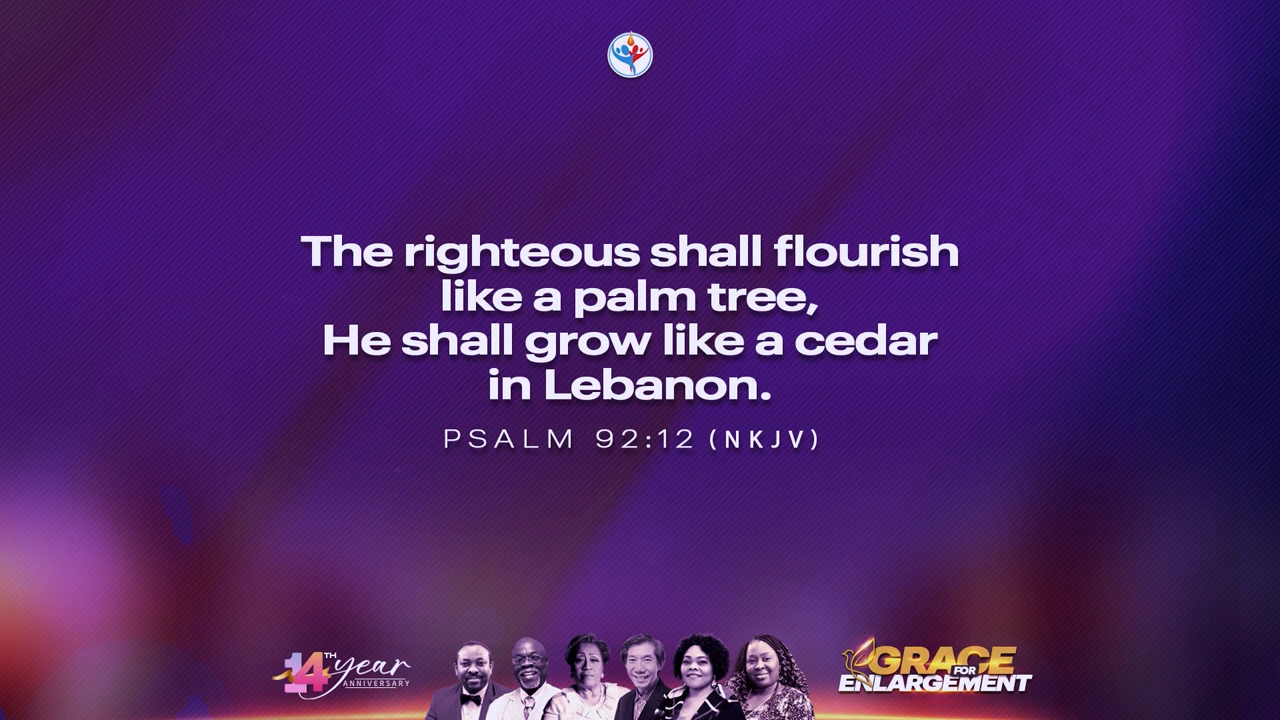 The righteous shall flourish
like a palm tree,
He shall grow like a cedar
in Lebanon.
PSALM 92:12 (NKJV)
14TH year
ANNIVERSARY
GRACE
FOR
ENLARGEMENT